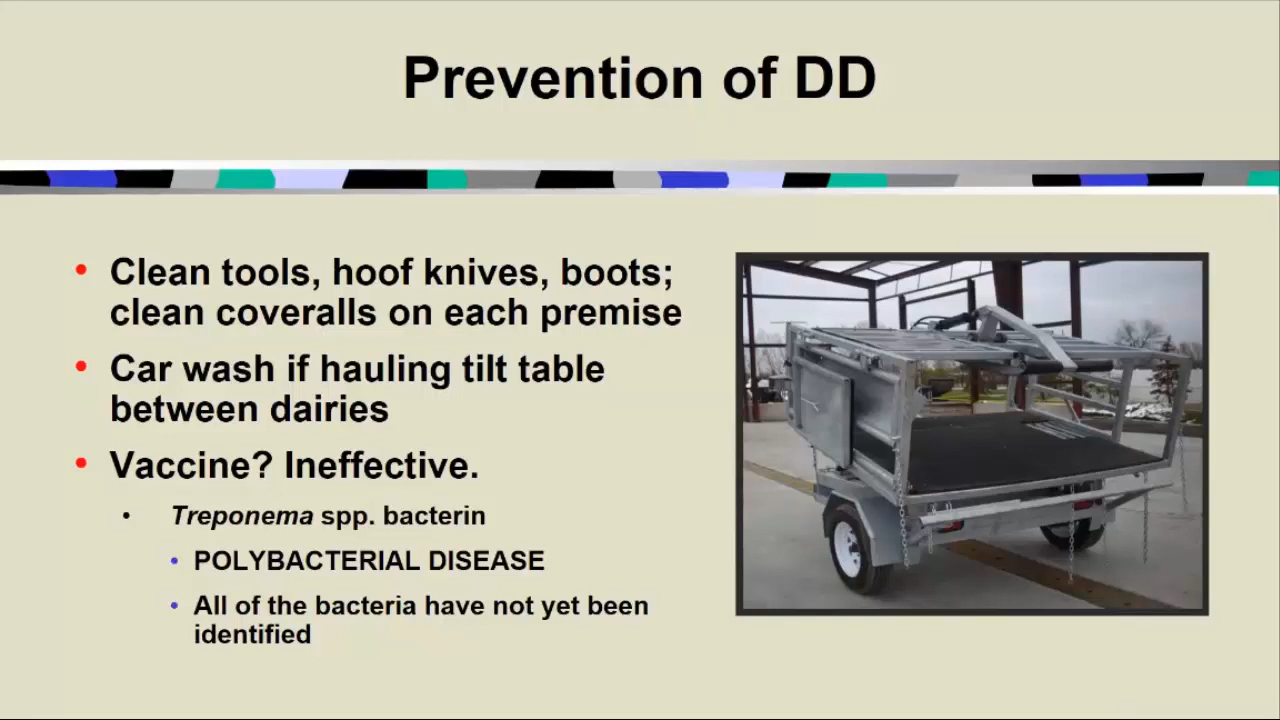 Prevention of DD
• Clean tools, hoof knives, boots;
clean coveralls on each premise
• Car wash if hauling tilt table
between dairies
• Vaccine? Ineffective.
• Treponema spp. bacterin
• POLYBACTERIAL DISEASE
• All of the bacteria have not yet been
identified